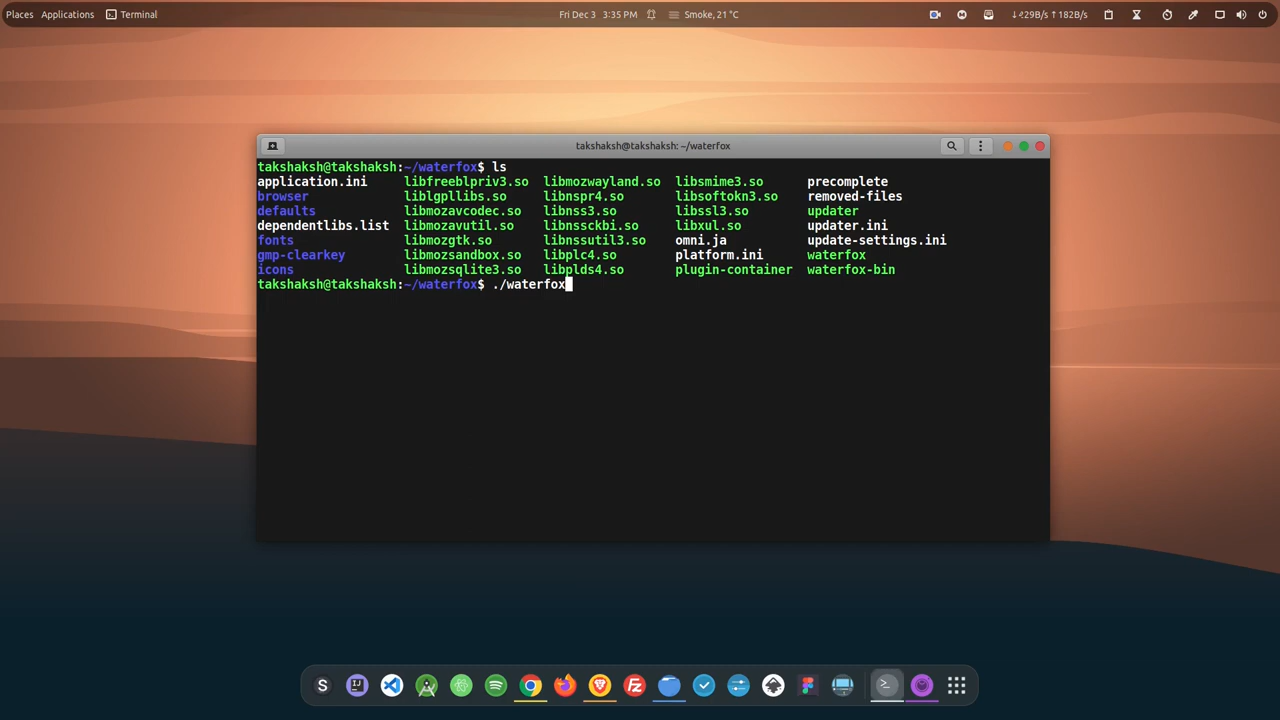 Places Applications Terminal Fri Dec 3 3:35 PM Smoke, 21 °C ↓429B/s ↑182B/s
takshaksh@takshaksh: ~/waterfox
takshaksh@takshaksh:~/waterfox$ ls
application.ini libfreeblpriv3.so libmozwayland.so libsmime3.so precomplete
browser liblgpllibs.so libnspr4.so libsoftokn3.so removed-files
defaults libmozavcodec.so libnss3.so libssl3.so updater
dependentlibs.list libmozavutil.so libnssckbi.so libxul.so updater.ini
fonts libmozgtk.so libnssutil3.so omni.ja update-settings.ini
gmp-clearkey libmozsandbox.so libplc4.so platform.ini waterfox
icons libmozsqlite3.so libplds4.so plugin-container waterfox-bin
takshaksh@takshaksh:~/waterfox$ ./waterfox